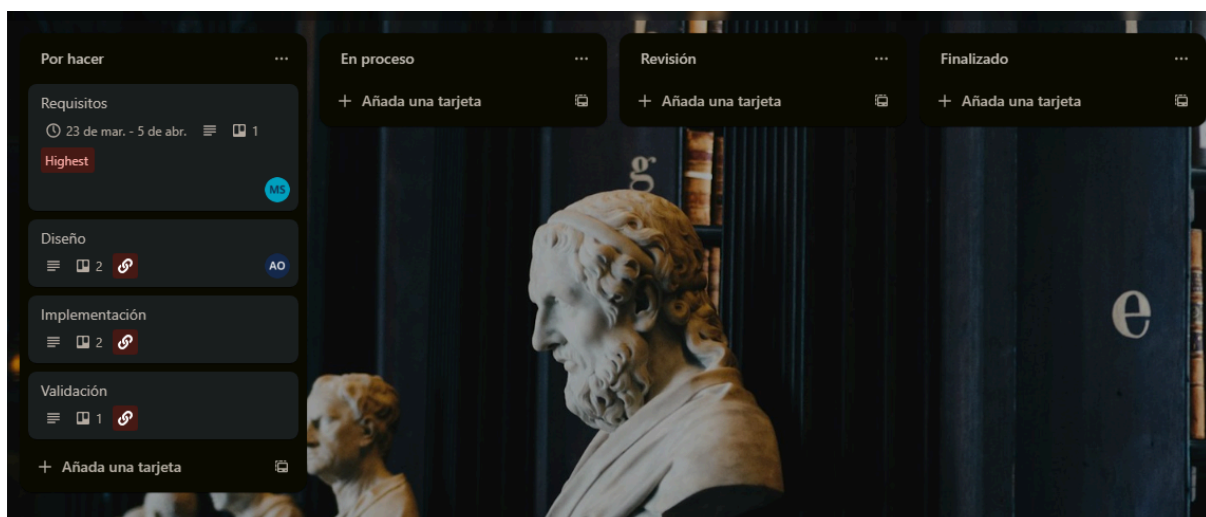 Por hacer
Requisitos
23 de mar. - 5 de abr. 1
Highest
MS
Diseño
2
AO
Implementación
2
Validación
1
+ Añada una tarjeta
En proceso
+ Añada una tarjeta
Revisión
+ Añada una tarjeta
Finalizado
+ Añada una tarjeta
g
e